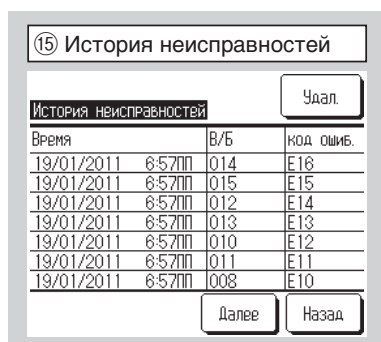 ⑮ История неисправностей
Удал.
История неисправностей
Время В/Б код ошиб.
19/01/2011 6:57ПП 014 E16
19/01/2011 6:57ПП 015 E15
19/01/2011 6:57ПП 012 E14
19/01/2011 6:57ПП 013 E13
19/01/2011 6:57ПП 010 E12
19/01/2011 6:57ПП 011 E11
19/01/2011 6:57ПП 008 E10
Далее Назад